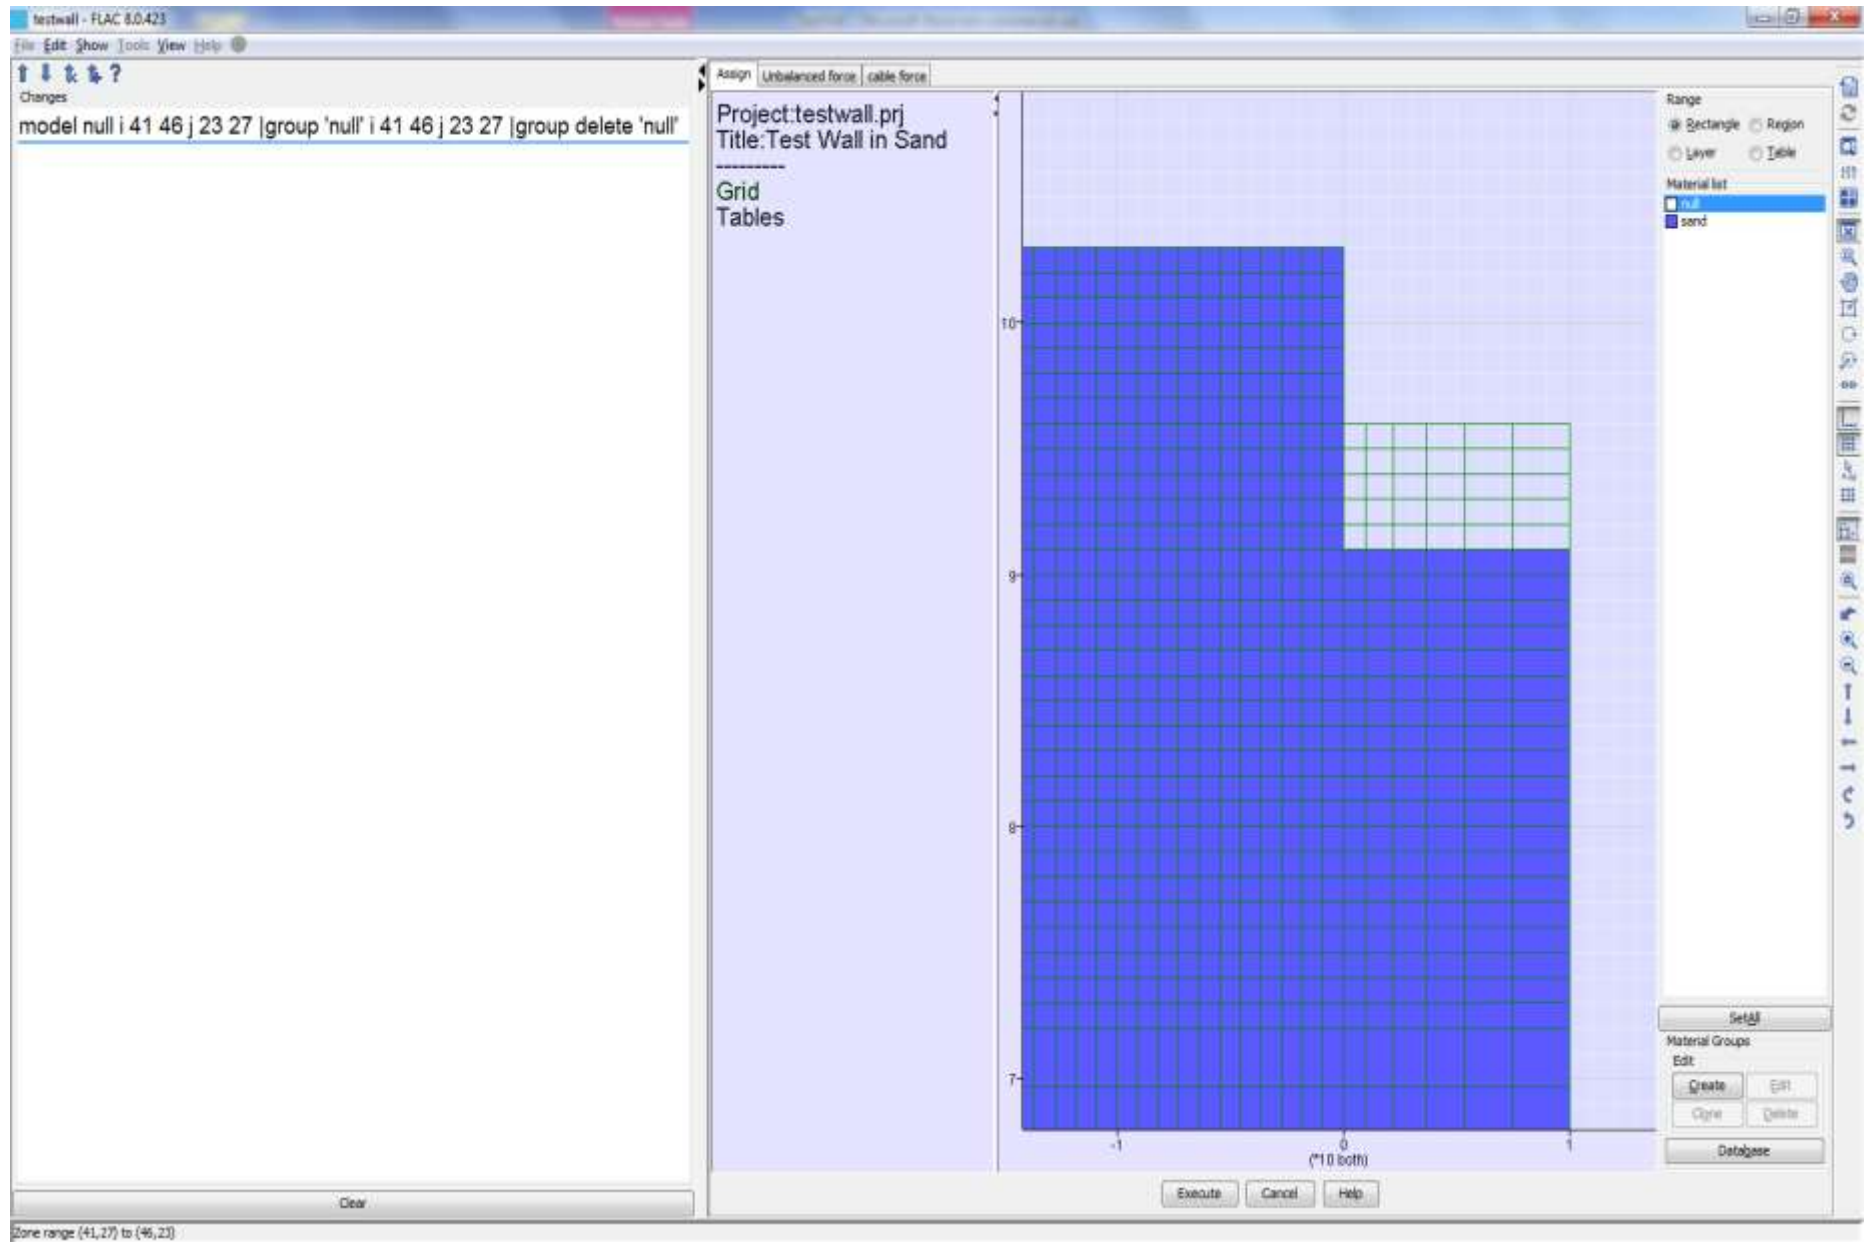 testwall - FLAC 8.0.423
File Edit Show Tools View Help
?
Changes
model null i 41 46 j 23 27 |group 'null' i 41 46 j 23 27 |group delete 'null'
Clear
Zone range (41,27) to (46,23)
Assign Unbalanced force cable force
Project:testwall.prj
Title:Test Wall in Sand
----------
Grid
Tables
10
9
8
7
-1 0 1
(*10 both)
Execute Cancel Help
Range
Rectangle Region
Layer Table
Material list
null
sand
SetAll
Material Groups
Edit
Create Edit
Clone Delete
Database